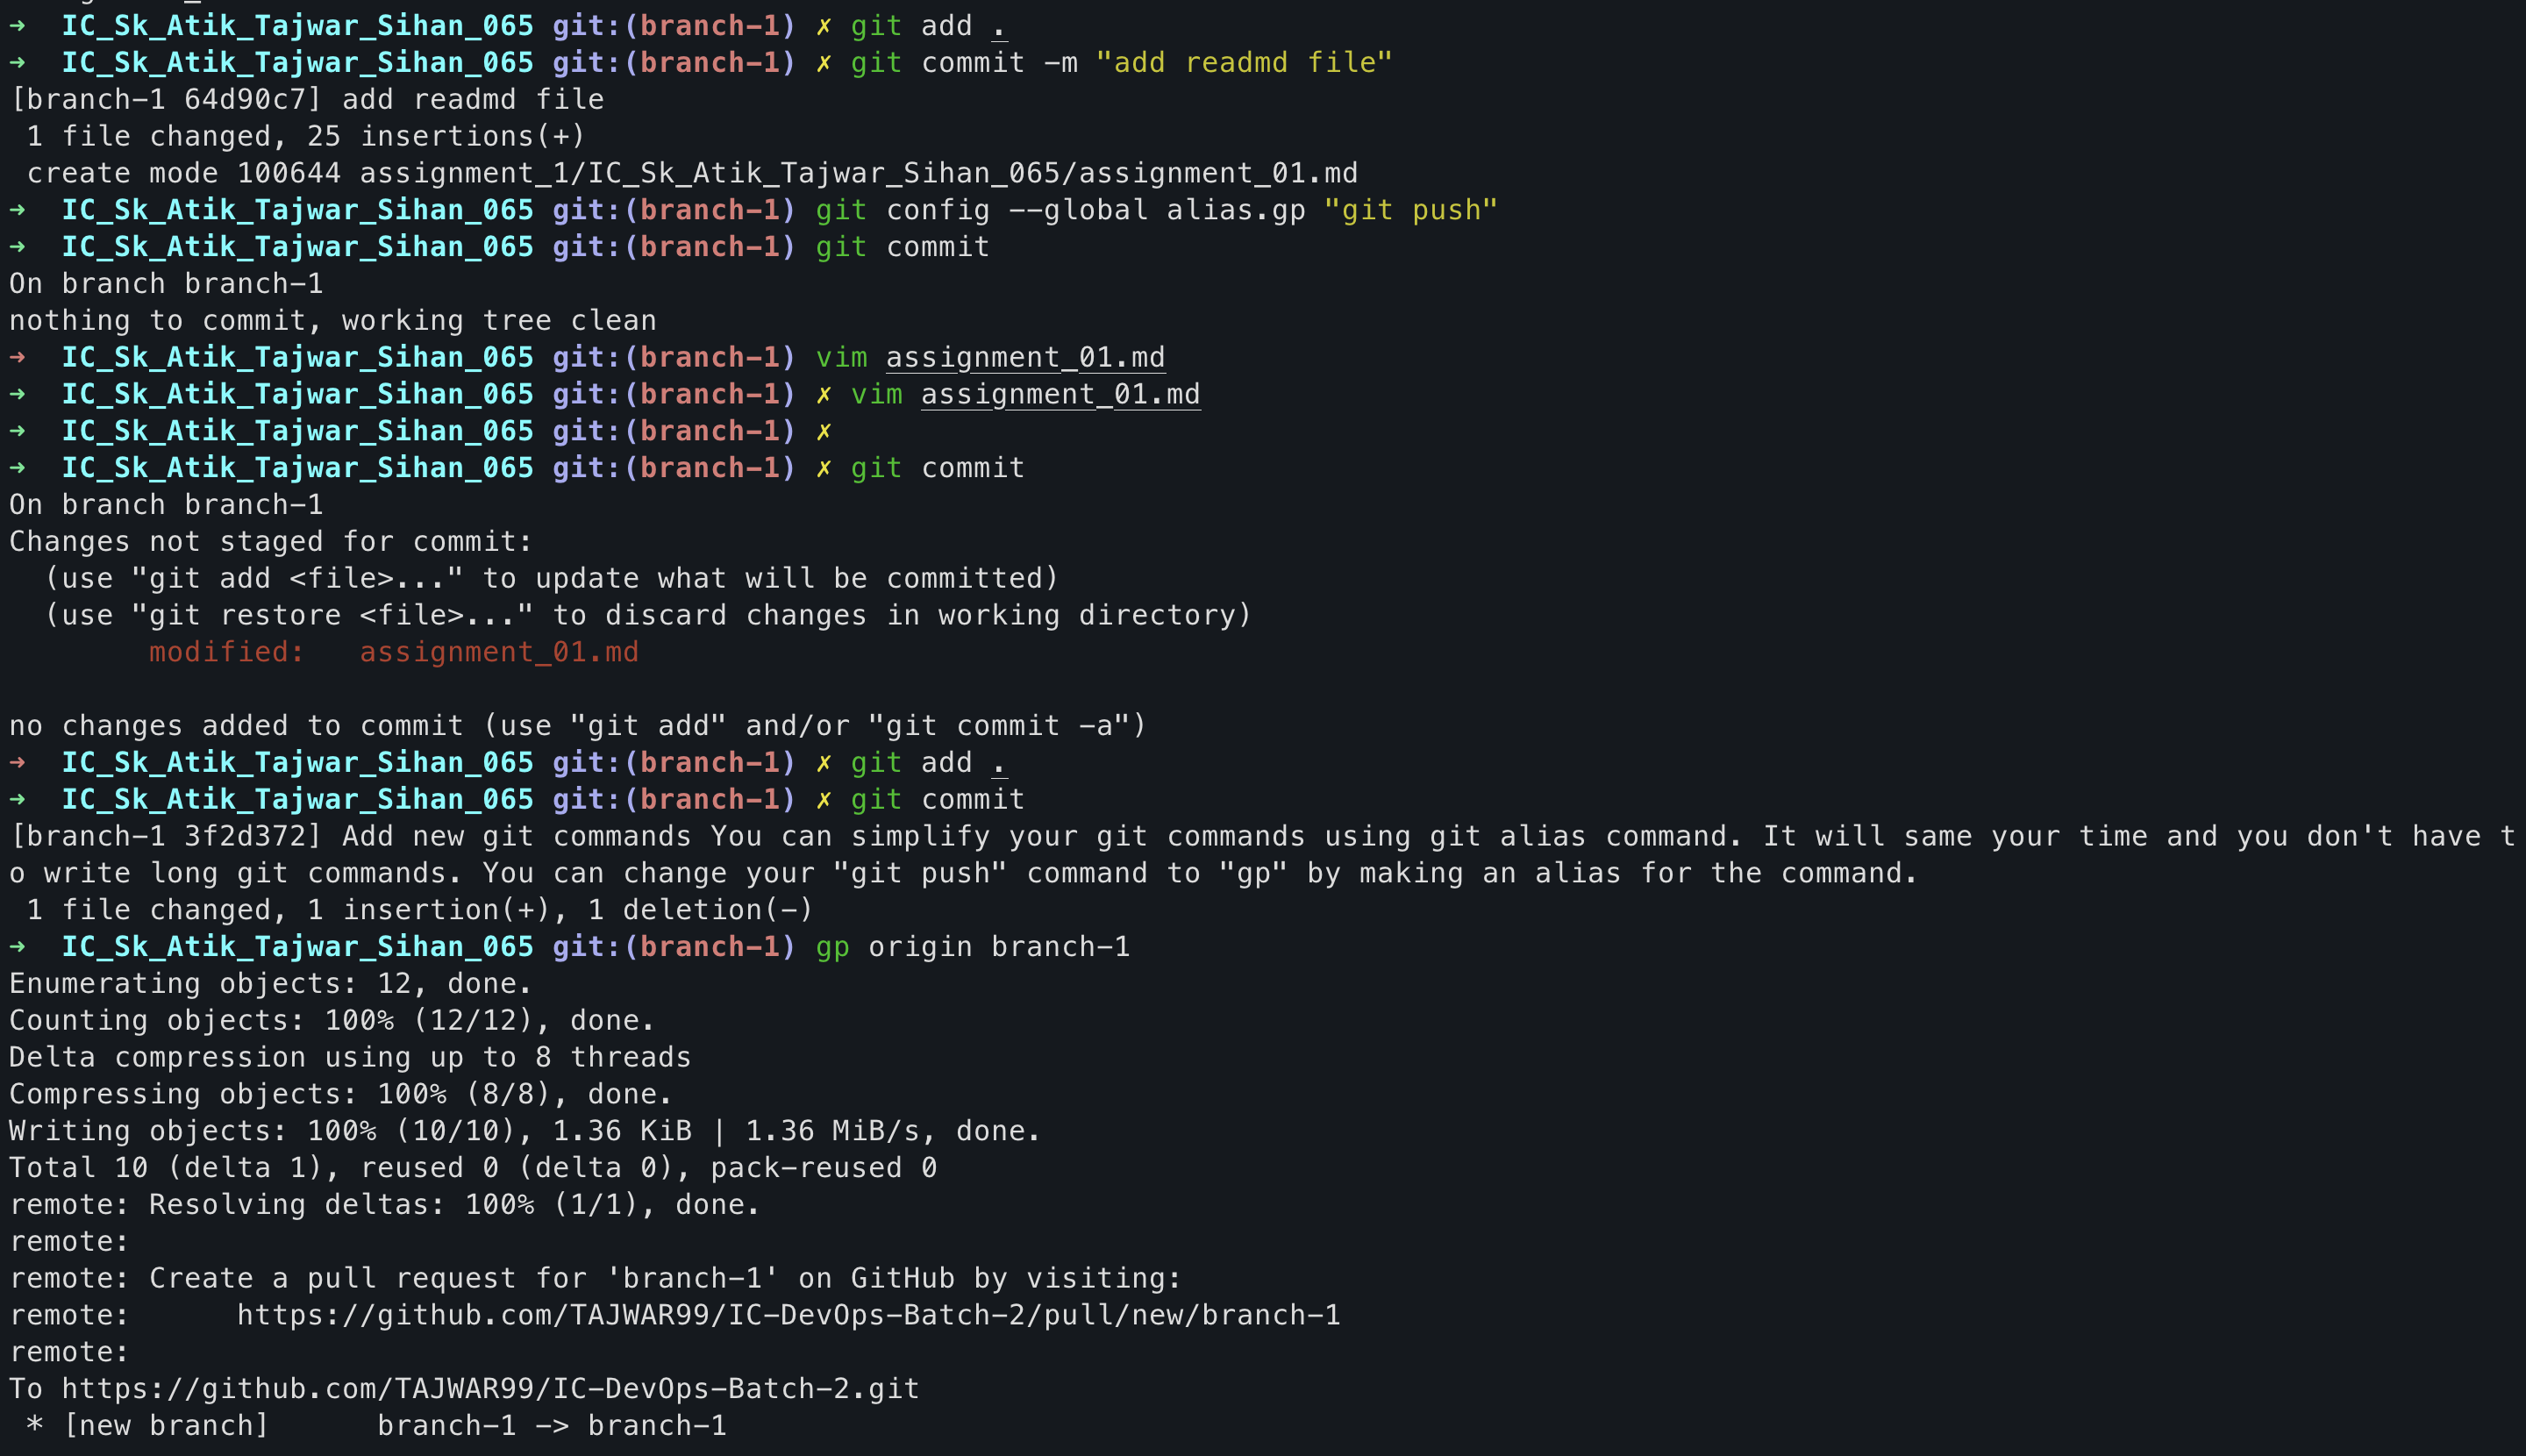 ➜  IC_Sk_Atik_Tajwar_Sihan_065 git:(branch-1) ✗ git add .
➜  IC_Sk_Atik_Tajwar_Sihan_065 git:(branch-1) ✗ git commit -m "add readmd file"
[branch-1 64d90c7] add readmd file
 1 file changed, 25 insertions(+)
 create mode 100644 assignment_1/IC_Sk_Atik_Tajwar_Sihan_065/assignment_01.md
➜  IC_Sk_Atik_Tajwar_Sihan_065 git:(branch-1) git config --global alias.gp "git push"
➜  IC_Sk_Atik_Tajwar_Sihan_065 git:(branch-1) git commit
On branch branch-1
nothing to commit, working tree clean
➜  IC_Sk_Atik_Tajwar_Sihan_065 git:(branch-1) vim assignment_01.md
➜  IC_Sk_Atik_Tajwar_Sihan_065 git:(branch-1) ✗ vim assignment_01.md
➜  IC_Sk_Atik_Tajwar_Sihan_065 git:(branch-1) ✗
➜  IC_Sk_Atik_Tajwar_Sihan_065 git:(branch-1) ✗ git commit
On branch branch-1
Changes not staged for commit:
  (use "git add <file>..." to update what will be committed)
  (use "git restore <file>..." to discard changes in working directory)
        modified:   assignment_01.md

no changes added to commit (use "git add" and/or "git commit -a")
➜  IC_Sk_Atik_Tajwar_Sihan_065 git:(branch-1) ✗ git add .
➜  IC_Sk_Atik_Tajwar_Sihan_065 git:(branch-1) ✗ git commit
[branch-1 3f2d372] Add new git commands You can simplify your git commands using git alias command. It will same your time and you don't have t
o write long git commands. You can change your "git push" command to "gp" by making an alias for the command.
 1 file changed, 1 insertion(+), 1 deletion(-)
➜  IC_Sk_Atik_Tajwar_Sihan_065 git:(branch-1) gp origin branch-1
Enumerating objects: 12, done.
Counting objects: 100% (12/12), done.
Delta compression using up to 8 threads
Compressing objects: 100% (8/8), done.
Writing objects: 100% (10/10), 1.36 KiB | 1.36 MiB/s, done.
Total 10 (delta 1), reused 0 (delta 0), pack-reused 0
remote: Resolving deltas: 100% (1/1), done.
remote:
remote: Create a pull request for 'branch-1' on GitHub by visiting:
remote:      https://github.com/TAJWAR99/IC-DevOps-Batch-2/pull/new/branch-1
remote:
To https://github.com/TAJWAR99/IC-DevOps-Batch-2.git
 * [new branch]      branch-1 -> branch-1